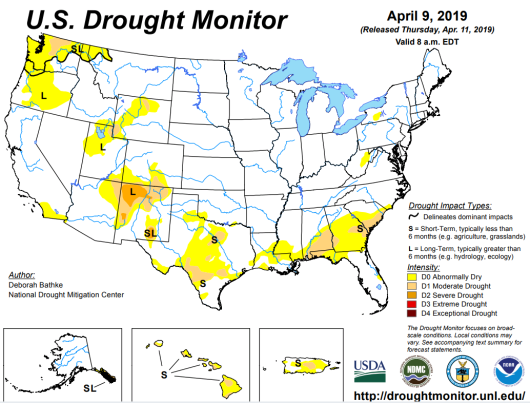 U.S. Drought Monitor
April 9, 2019
(Released Thursday, Apr. 11, 2019)
Valid 8 a.m. EDT
SL
L
L
L
SL
S
S
S
Drought Impact Types:
Delineates dominant impacts
S = Short-Term, typically less than
6 months (e.g. agriculture, grasslands)
L = Long-Term, typically greater than
6 months (e.g. hydrology, ecology)
Intensity:
D0 Abnormally Dry
D1 Moderate Drought
D2 Severe Drought
D3 Extreme Drought
D4 Exceptional Drought
Author:
Deborah Bathke
National Drought Mitigation Center
The Drought Monitor focuses on broad-
scale conditions. Local conditions may
vary. See accompanying text summary for
forecast statements.
SL
S
S
USDA
NDMC
NOAA
http://droughtmonitor.unl.edu/